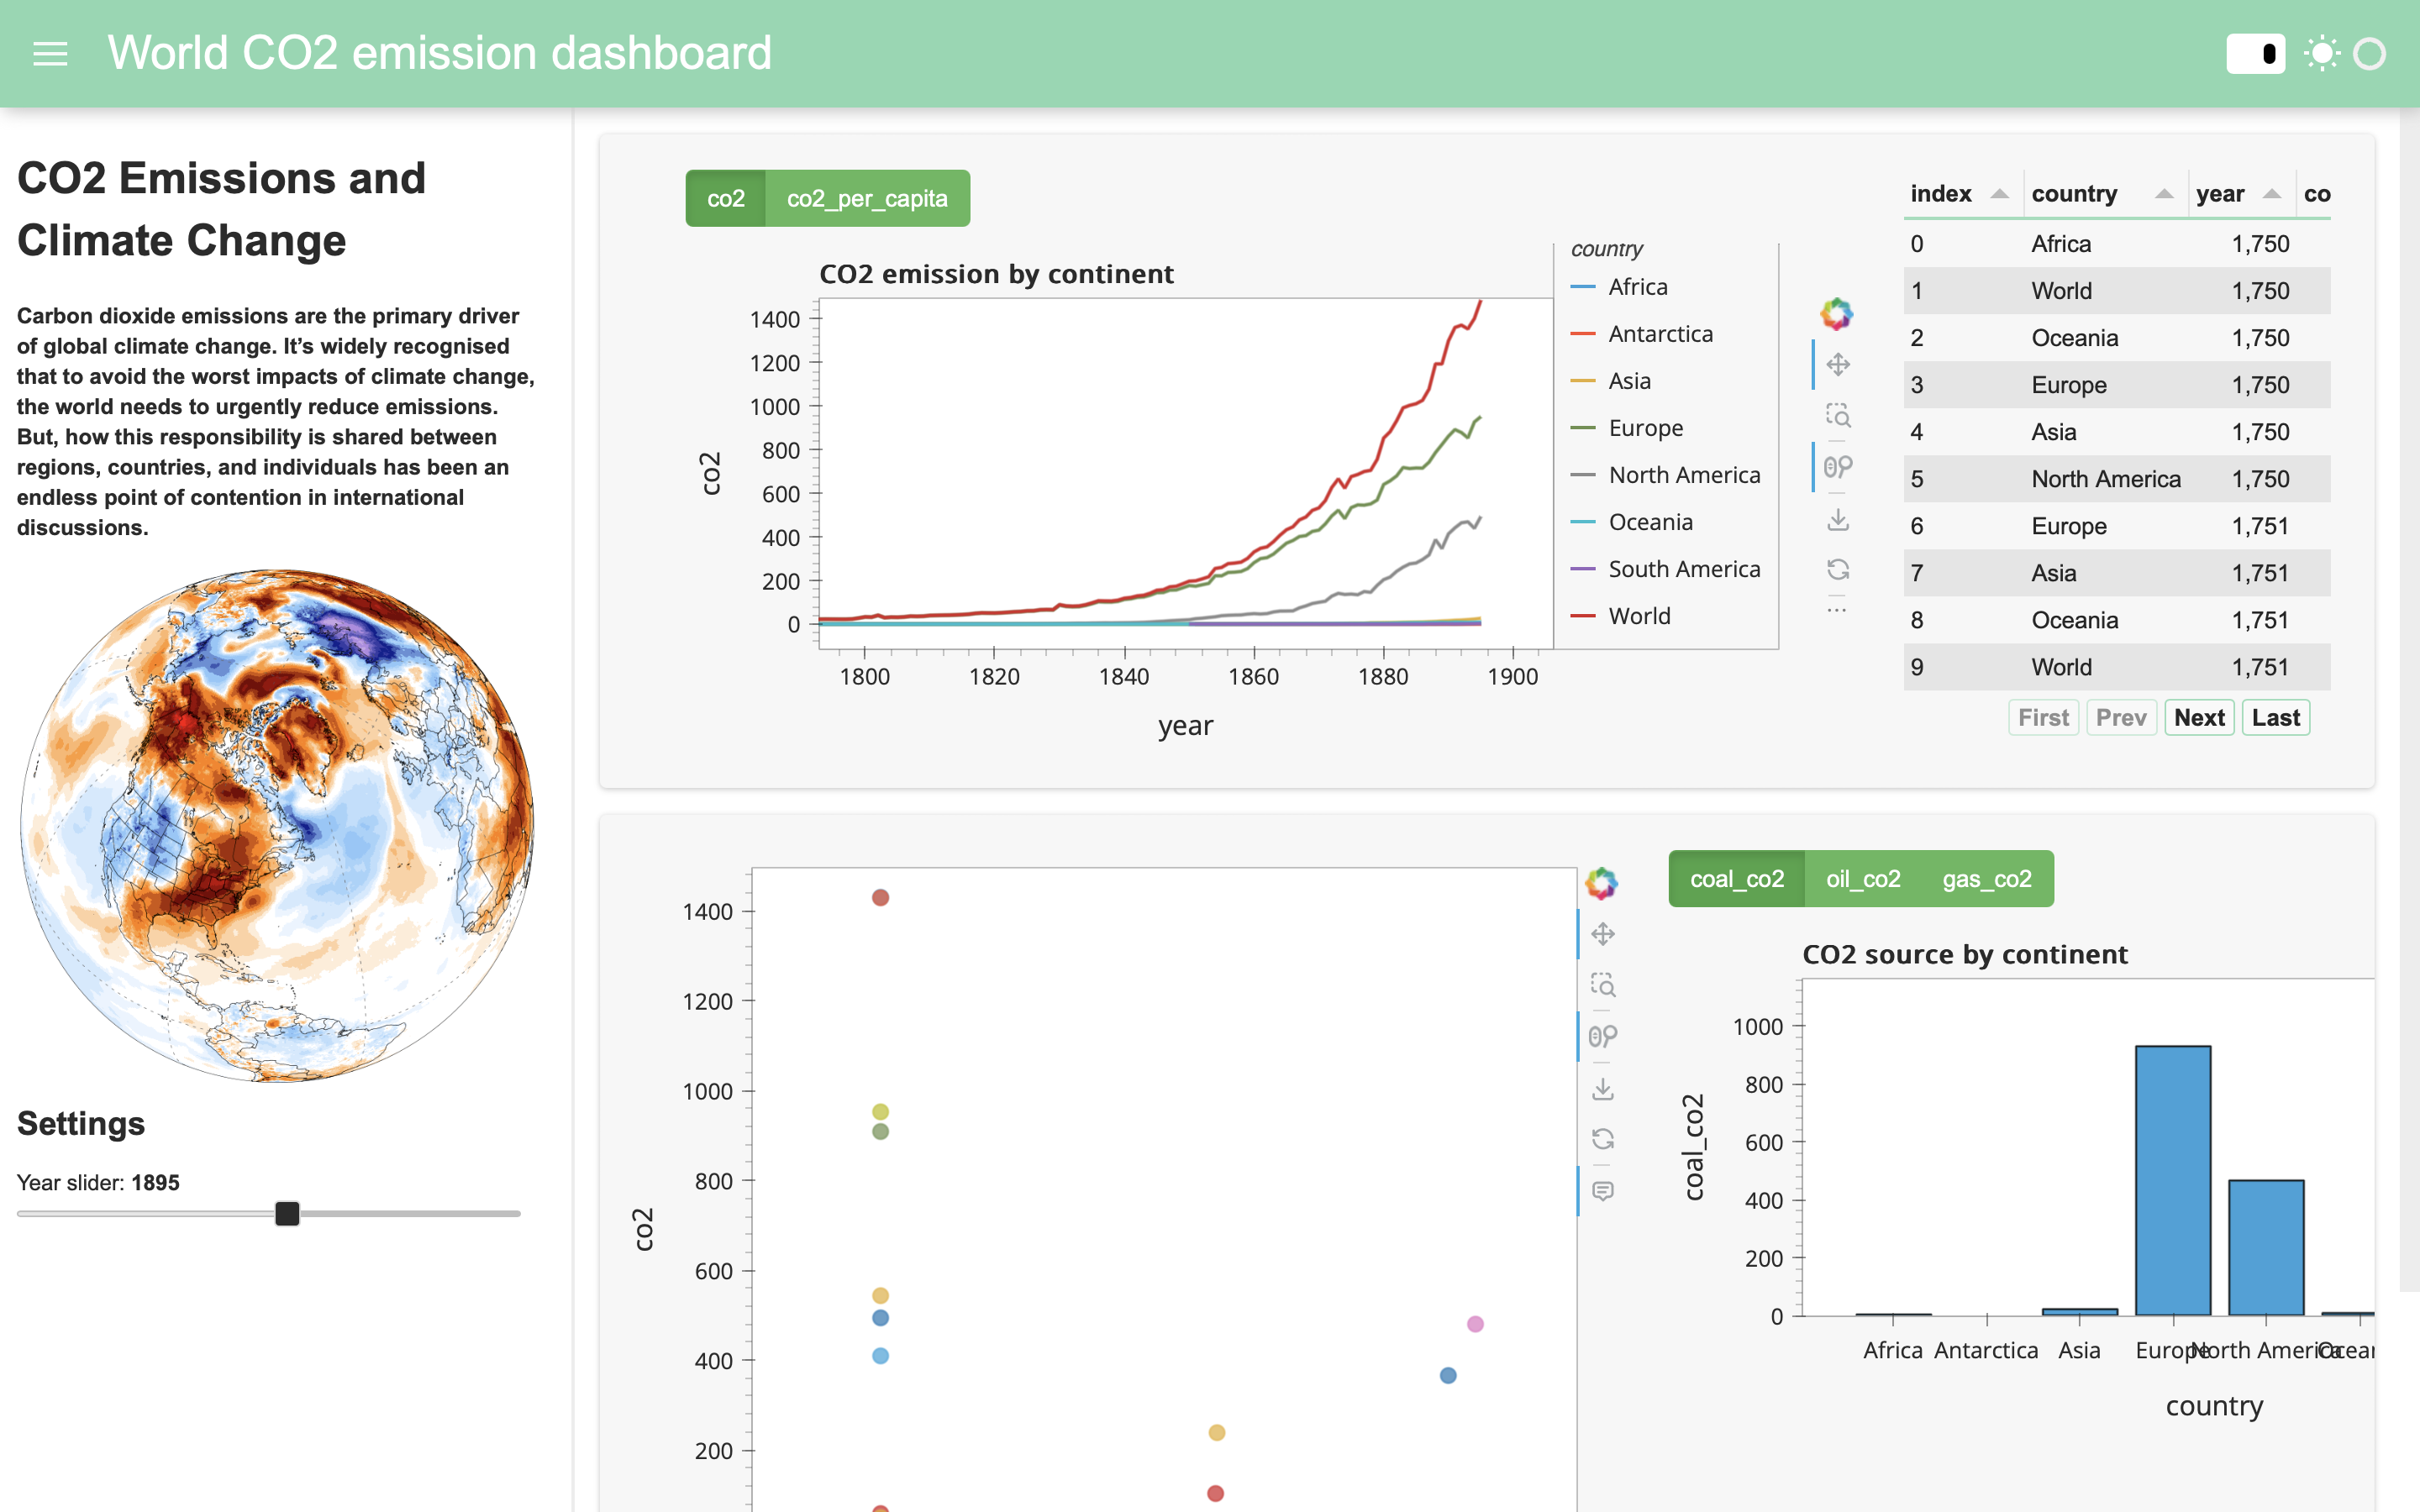 World CO2 emission dashboard
CO2 Emissions and
Climate Change
Carbon dioxide emissions are the primary driver
of global climate change. It’s widely recognised
that to avoid the worst impacts of climate change,
the world needs to urgently reduce emissions.
But, how this responsibility is shared between
regions, countries, and individuals has been an
endless point of contention in international
discussions.
Settings
Year slider: 1895
co2 co2_per_capita
CO2 emission by continent
1400
1200
1000
800
600
400
200
0
co2
1800 1820 1840 1860 1880 1900
year
country
Africa
Antarctica
Asia
Europe
North America
Oceania
South America
World
index country year co
0 Africa 1,750
1 World 1,750
2 Oceania 1,750
3 Europe 1,750
4 Asia 1,750
5 North America 1,750
6 Europe 1,751
7 Asia 1,751
8 Oceania 1,751
9 World 1,751
First Prev Next Last
1400
1200
1000
800
600
400
200
co2
coal_co2 oil_co2 gas_co2
CO2 source by continent
1000
800
600
400
200
0
coal_co2
Africa Antarctica Asia Europe North America Ocean
country